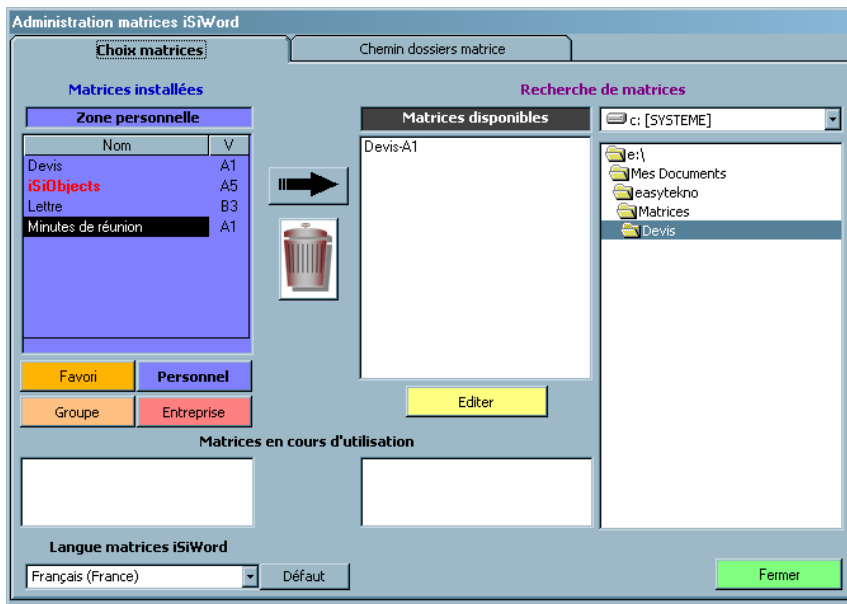 Administration matrices iSiWord
Choix matrices
Chemin dossiers matrice
Matrices installées
Recherche de matrices
Zone personnelle
Matrices disponibles
c: [SYSTEME]
Nom V
Devis A1
iSiObjects A5
Lettre B3
Minutes de réunion A1
Devis-A1
e:\
Mes Documents
easytekno
Matrices
Devis
Favori
Personnel
Groupe
Entreprise
Editer
Matrices en cours d'utilisation
Langue matrices iSiWord
Français (France)
Défaut
Fermer